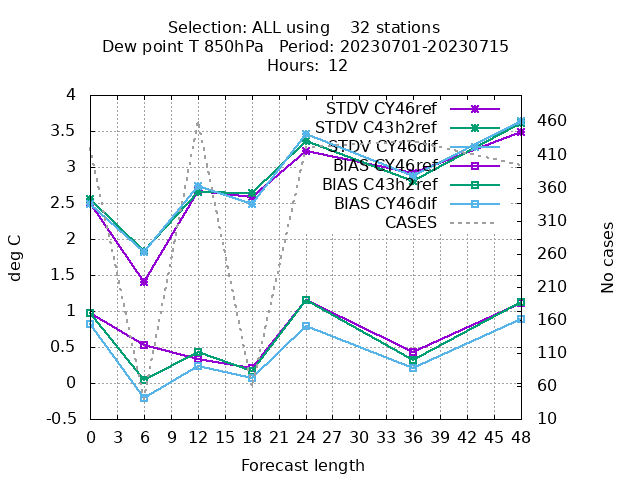 Selection: ALL using    32 stations
Dew point T 850hPa   Period: 20230701-20230715
Hours:  12
STDV CY46ref
STDV C43h2ref
STDV CY46dif
BIAS CY46ref
BIAS C43h2ref
BIAS CY46dif
CASES
4
3.5
3
2.5
2
1.5
1
0.5
0
-0.5
deg C
460
410
360
310
260
210
160
110
60
10
No cases
0 3 6 9 12 15 18 21 24 27 30 33 36 39 42 45 48
Forecast length